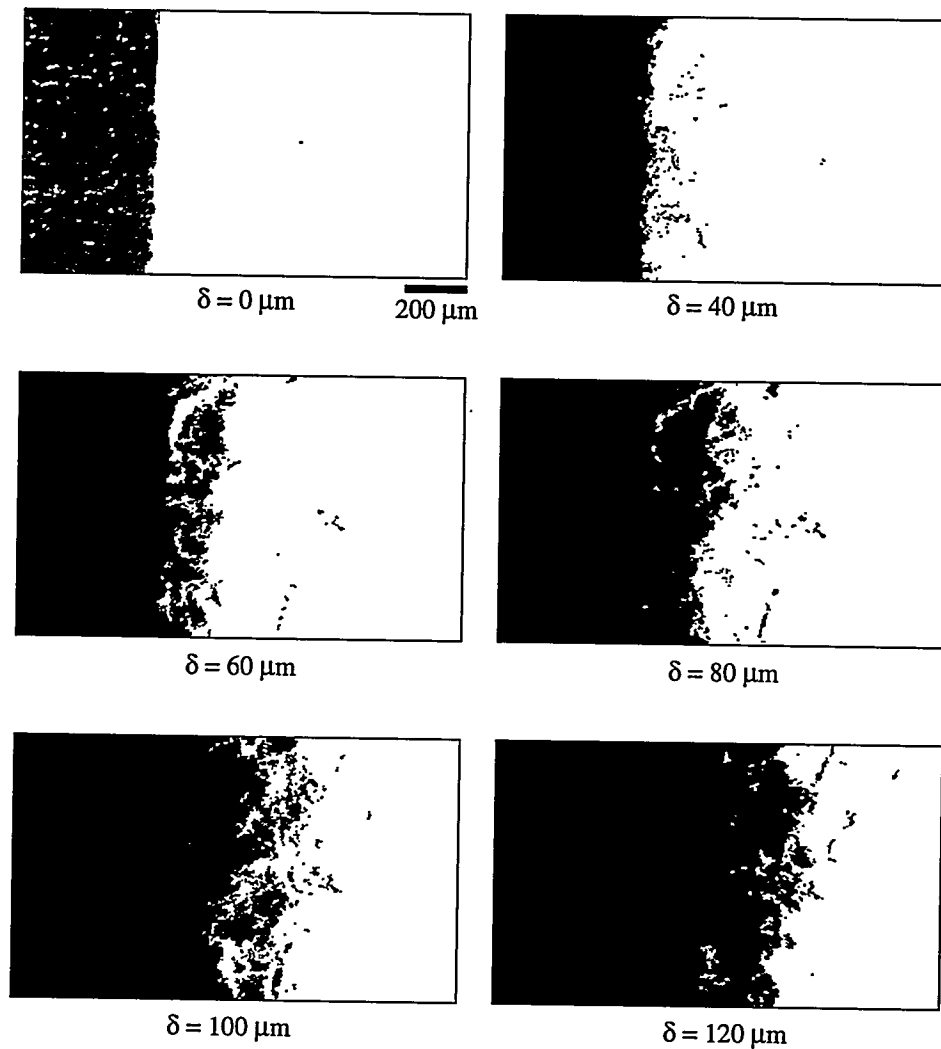 δ = 0 μm
200 μm
δ = 40 μm
δ = 60 μm
δ = 80 μm
δ = 100 μm
δ = 120 μm